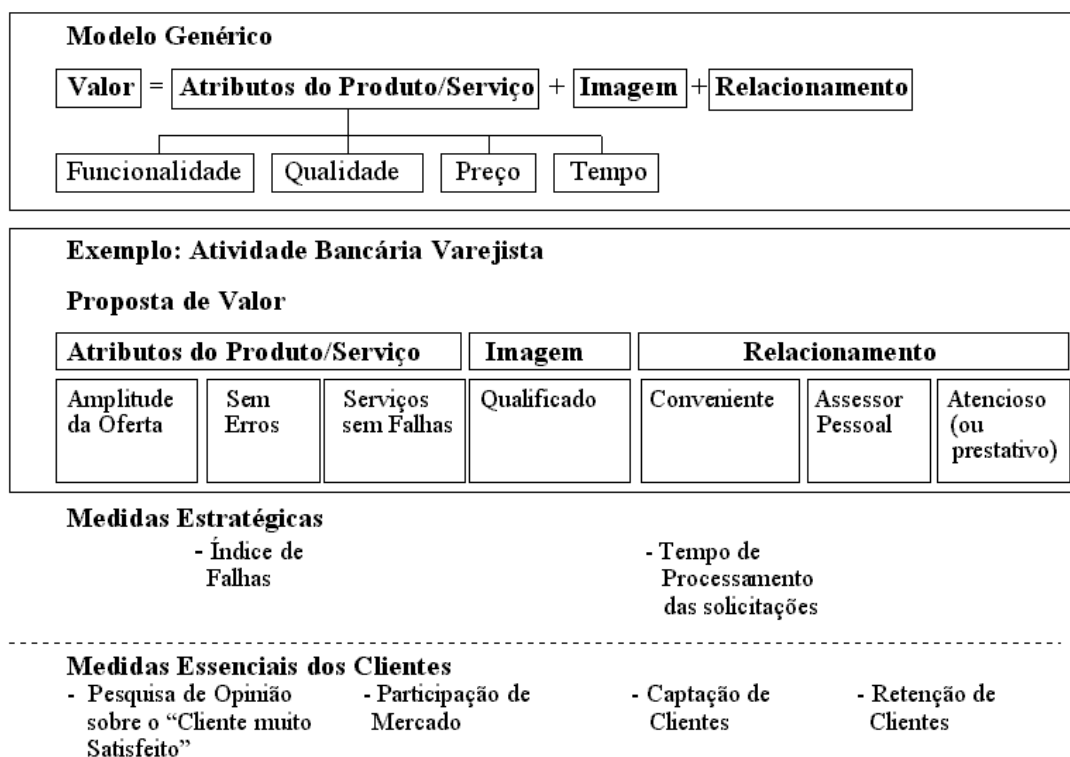 Modelo Genérico
Valor = Atributos do Produto/Serviço + Imagem + Relacionamento
Funcionalidade Qualidade Preço Tempo
Exemplo: Atividade Bancária Varejista
Proposta de Valor
Atributos do Produto/Serviço Imagem Relacionamento
Amplitude da Oferta
Sem Erros
Serviços sem Falhas
Qualificado
Conveniente
Assessor Pessoal
Atencioso (ou prestativo)
Medidas Estratégicas
- Índice de
Falhas
- Tempo de
Processamento
das solicitações
Medidas Essenciais dos Clientes
- Pesquisa de Opinião
sobre o “Cliente muito
Satisfeito”
- Participação de
Mercado
- Captação de
Clientes
- Retenção de
Clientes